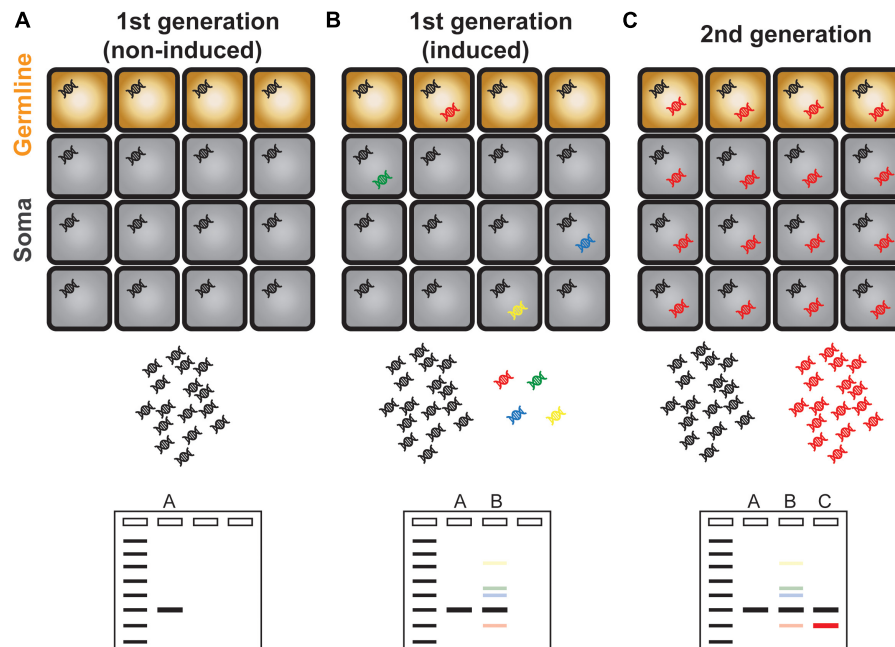 A
1st generation
(non-induced)
B
1st generation
(induced)
C
2nd generation
Germline
Soma
A
A B
A B C